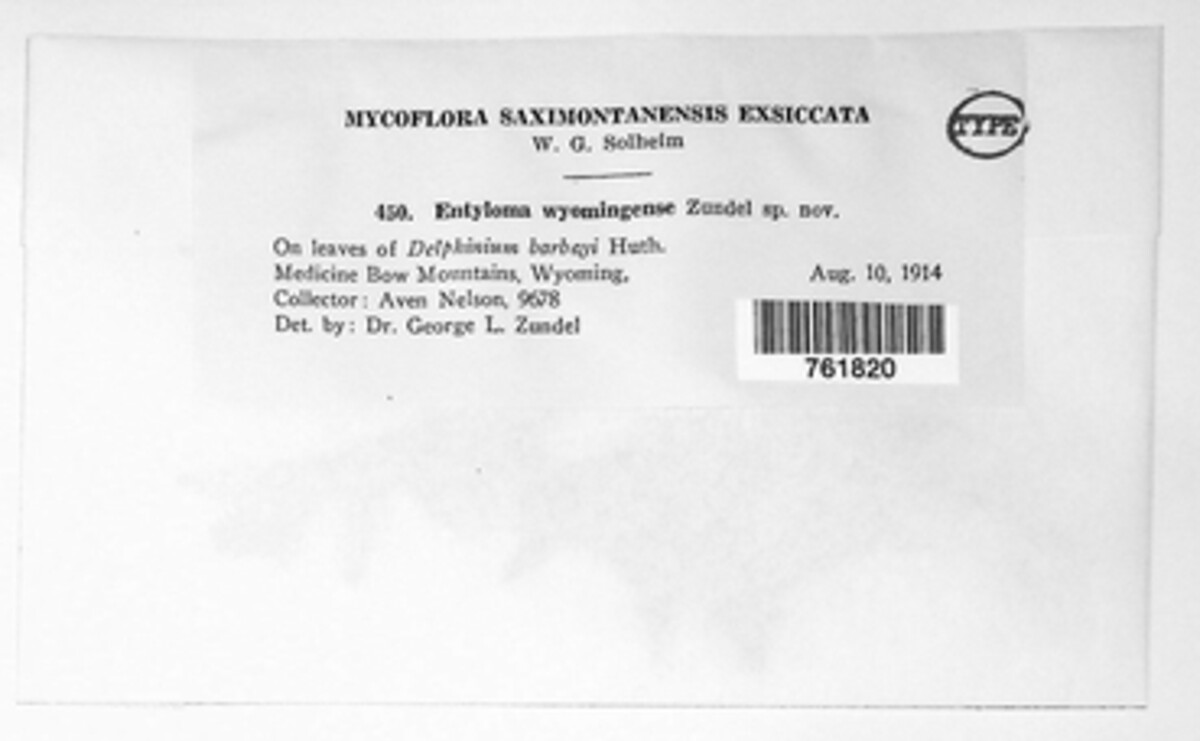 MYCOFLORA SAXIMONTANENSIS EXSICCATA
TYPE
W. G. Solheim
450. Entyloma wyomingense Zundel sp. nov.
On leaves of Delphinium barbeyi Huth.
Medicine Bow Mountains, Wyoming, Aug. 10, 1914
Collector: Aven Nelson, 9678
Det. by: Dr. George L. Zundel
761820